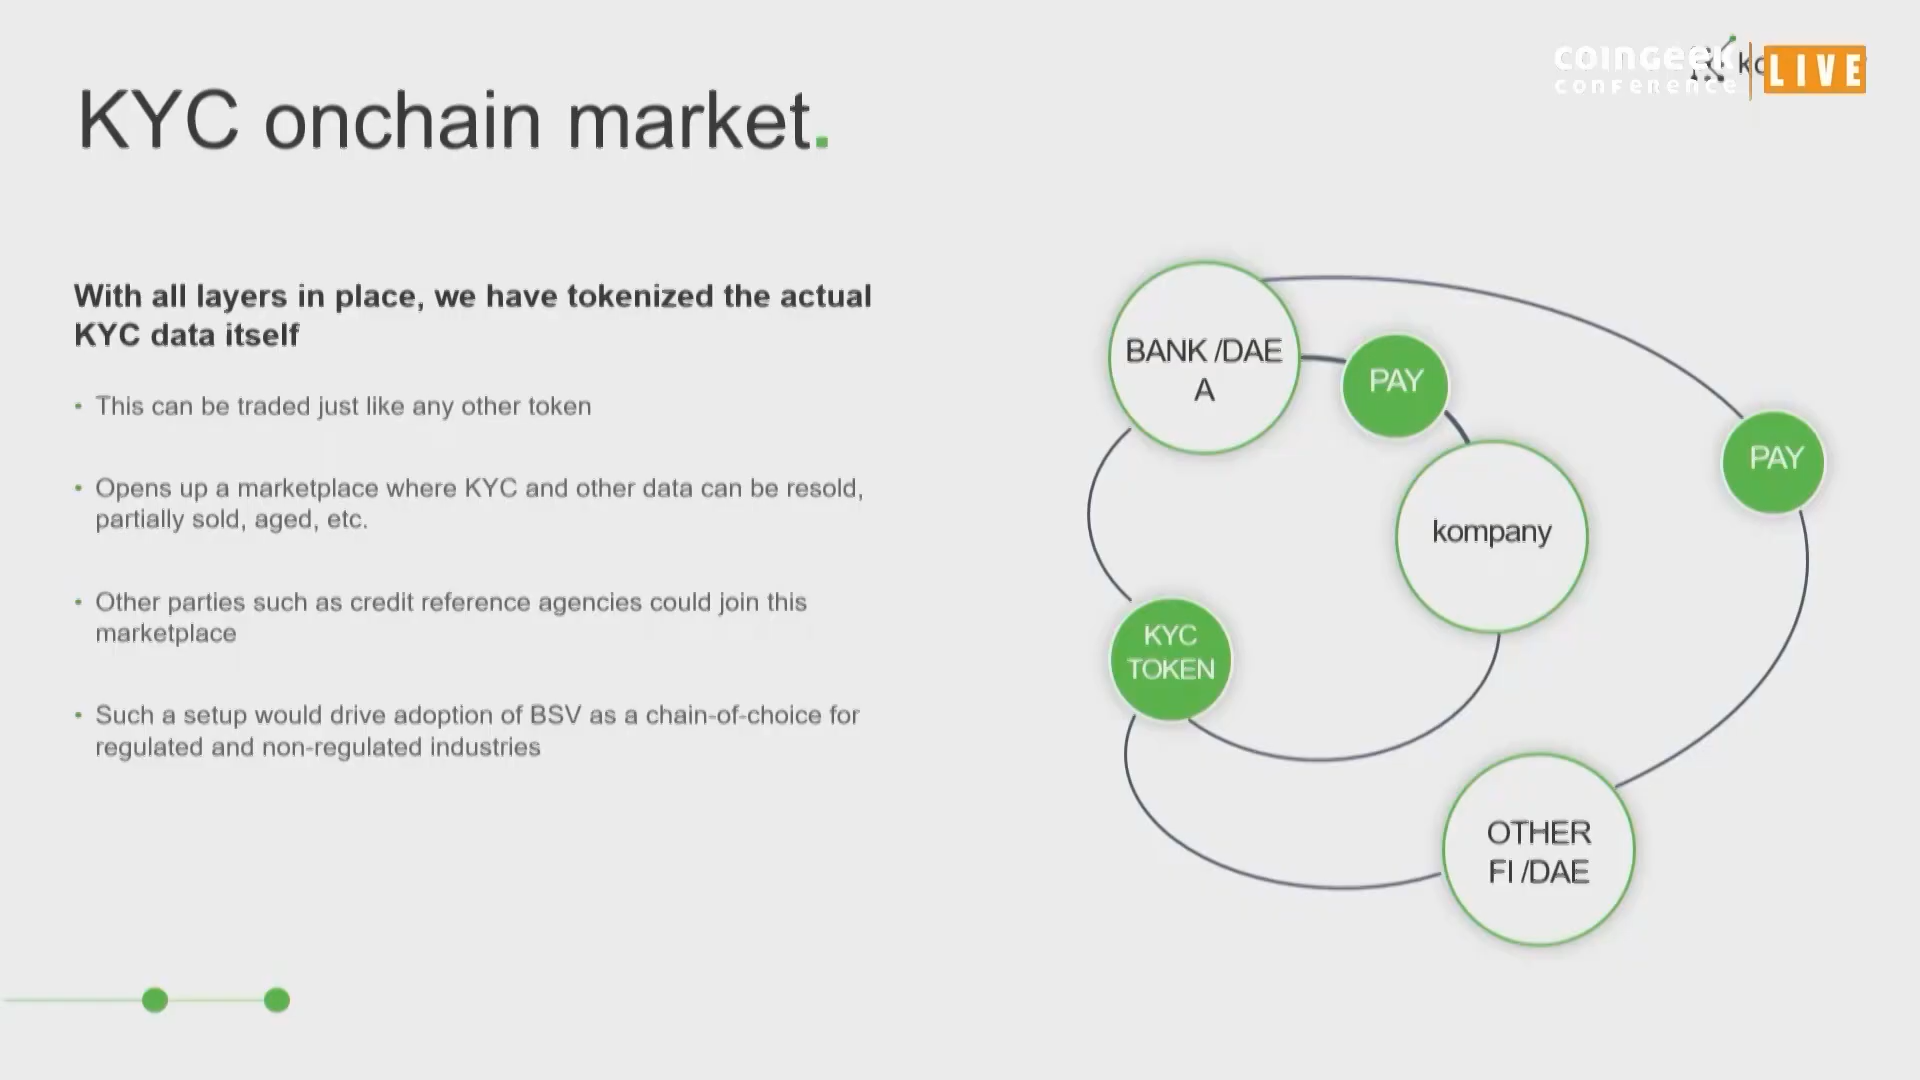 coingeek
conference
LIVE
KYC onchain market.
With all layers in place, we have tokenized the actual
KYC data itself
• This can be traded just like any other token
• Opens up a marketplace where KYC and other data can be resold,
partially sold, aged, etc.
• Other parties such as credit reference agencies could join this
marketplace
• Such a setup would drive adoption of BSV as a chain-of-choice for
regulated and non-regulated industries
BANK /DAE
A
PAY
PAY
kompany
KYC
TOKEN
OTHER
FI /DAE